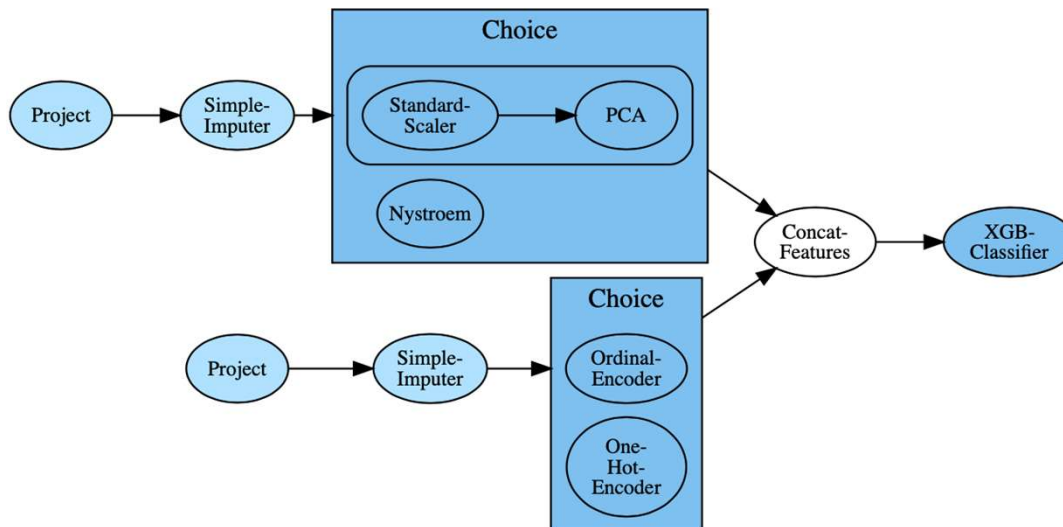 Choice
Project
Simple-
Imputer
Standard-
Scaler
PCA
Nystroem
Concat-
Features
XGB-
Classifier
Choice
Project
Simple-
Imputer
Ordinal-
Encoder
One-
Hot-
Encoder